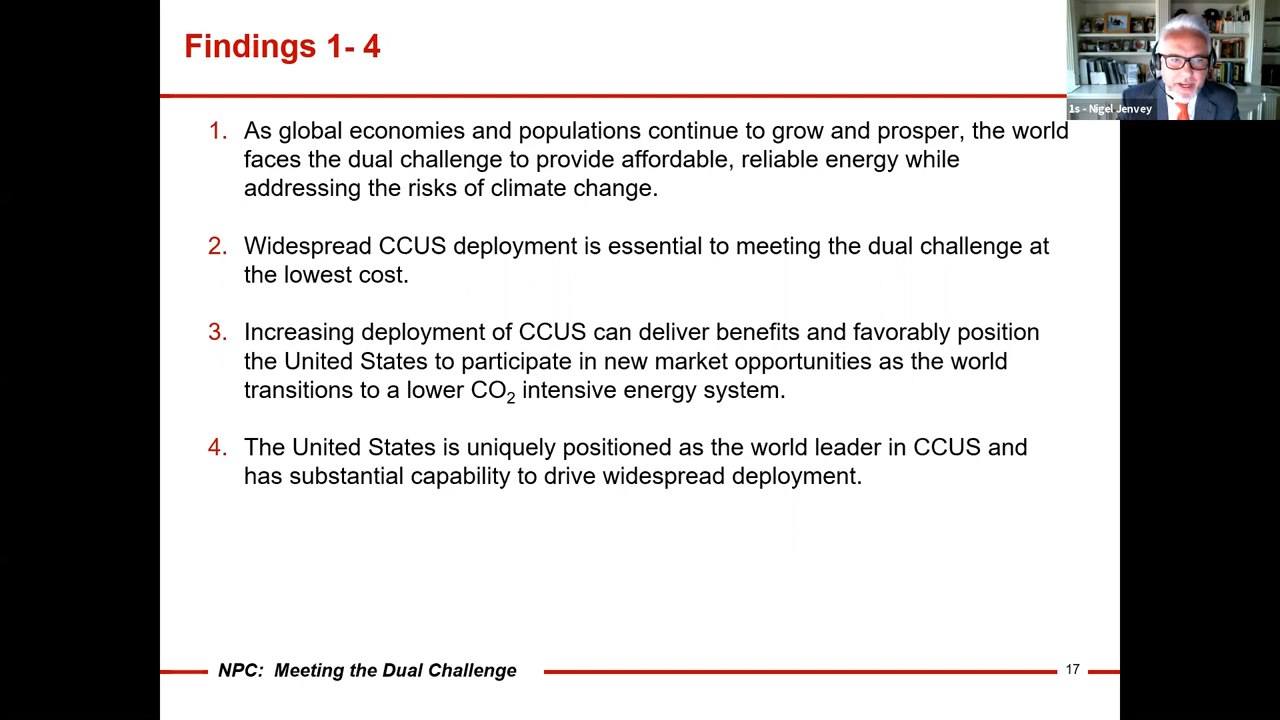 Findings 1- 4
1s - Nigel Jenvey
1. As global economies and populations continue to grow and prosper, the world
faces the dual challenge to provide affordable, reliable energy while
addressing the risks of climate change.
2. Widespread CCUS deployment is essential to meeting the dual challenge at
the lowest cost.
3. Increasing deployment of CCUS can deliver benefits and favorably position
the United States to participate in new market opportunities as the world
transitions to a lower CO₂ intensive energy system.
4. The United States is uniquely positioned as the world leader in CCUS and
has substantial capability to drive widespread deployment.
NPC: Meeting the Dual Challenge
17